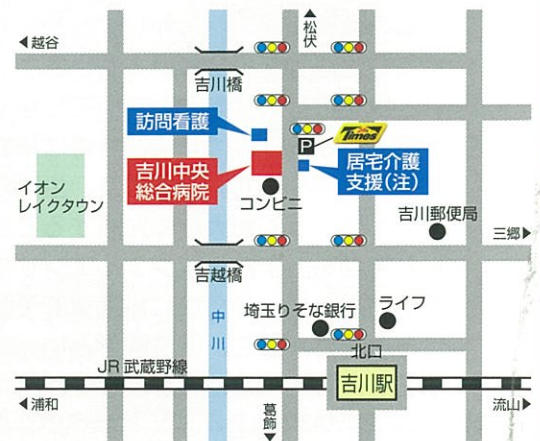 越谷
松伏
吉川橋
訪問看護
P
Times
吉川中央
総合病院
居宅介護
支援(注)
コンビニ
イオン
レイクタウン
吉川郵便局
三郷
吉越橋
中川
埼玉りそな銀行
ライフ
北口
JR 武蔵野線
吉川駅
浦和
葛飾
流山